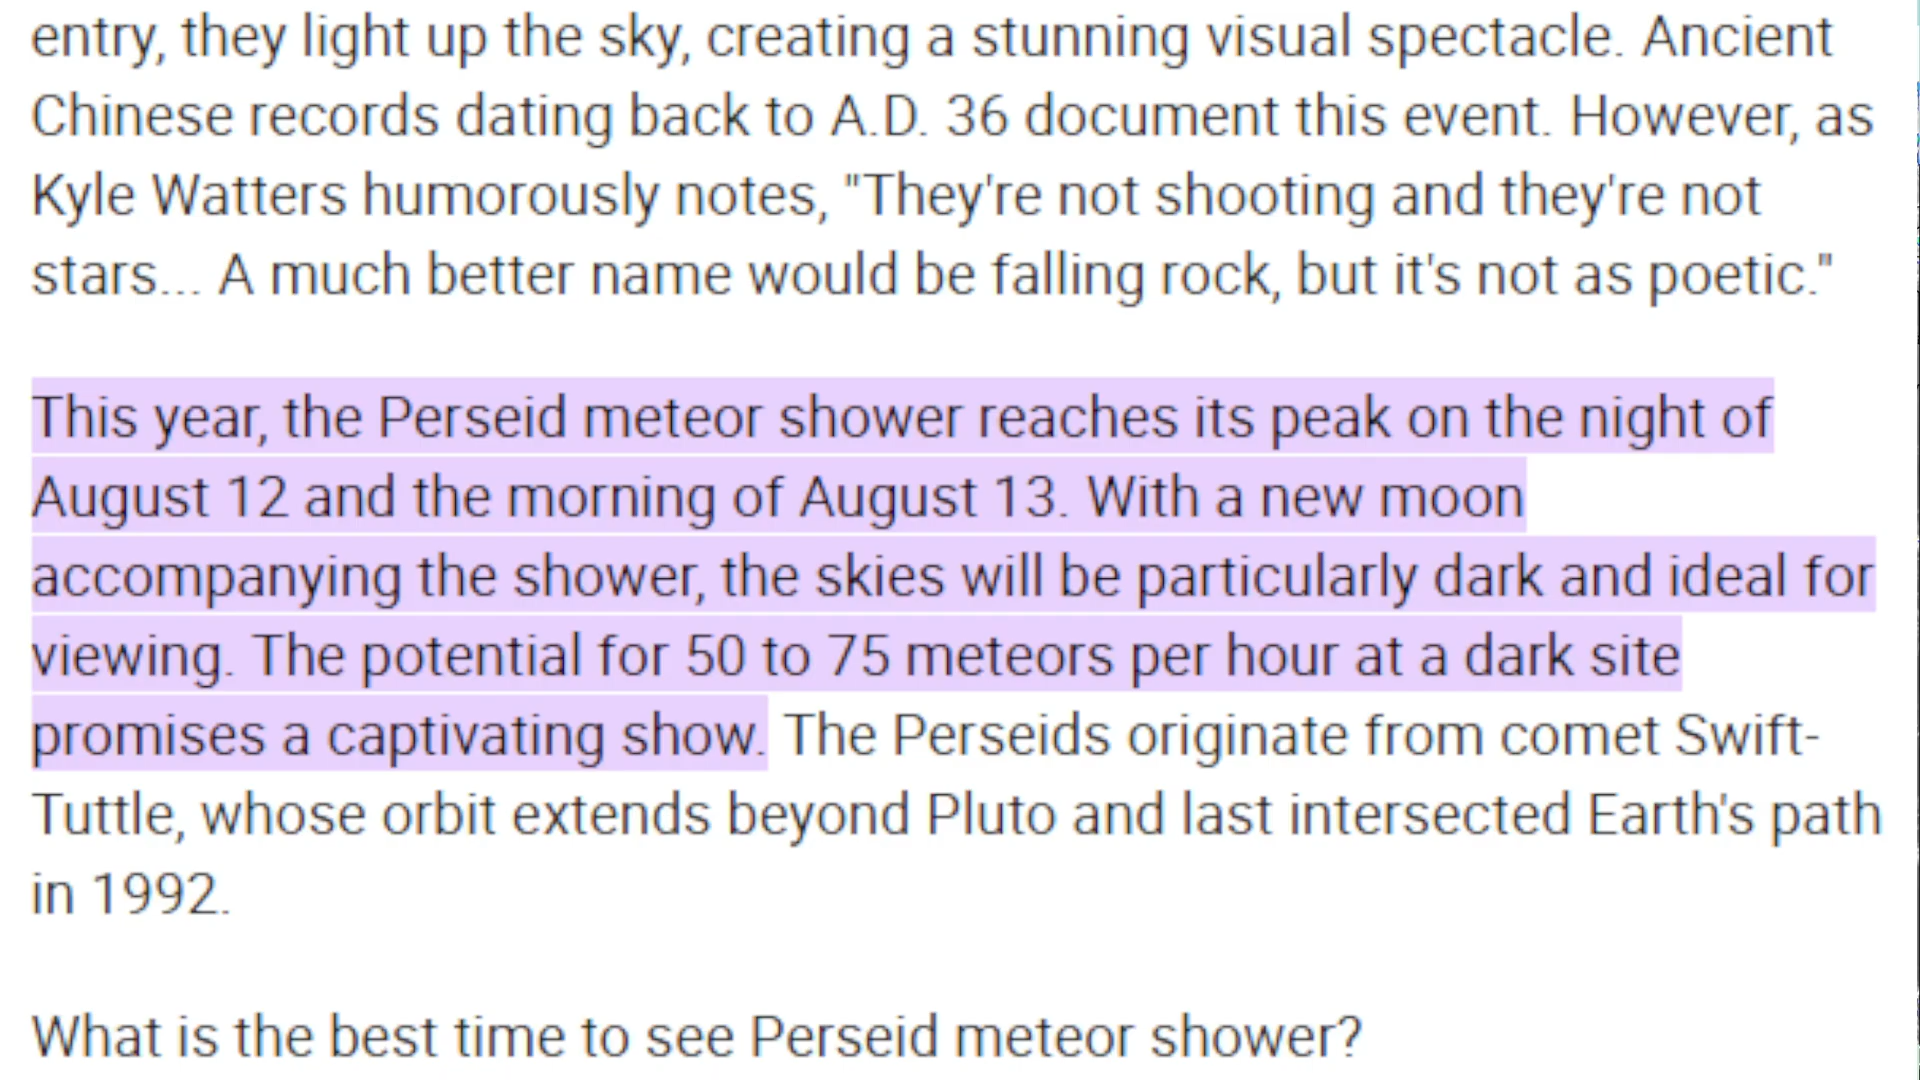 entry, they light up the sky, creating a stunning visual spectacle. Ancient
Chinese records dating back to A.D. 36 document this event. However, as
Kyle Watters humorously notes, "They're not shooting and they're not
stars... A much better name would be falling rock, but it's not as poetic."
This year, the Perseid meteor shower reaches its peak on the night of
August 12 and the morning of August 13. With a new moon
accompanying the shower, the skies will be particularly dark and ideal for
viewing. The potential for 50 to 75 meteors per hour at a dark site
promises a captivating show. The Perseids originate from comet Swift-
Tuttle, whose orbit extends beyond Pluto and last intersected Earth's path
in 1992.
What is the best time to see Perseid meteor shower?